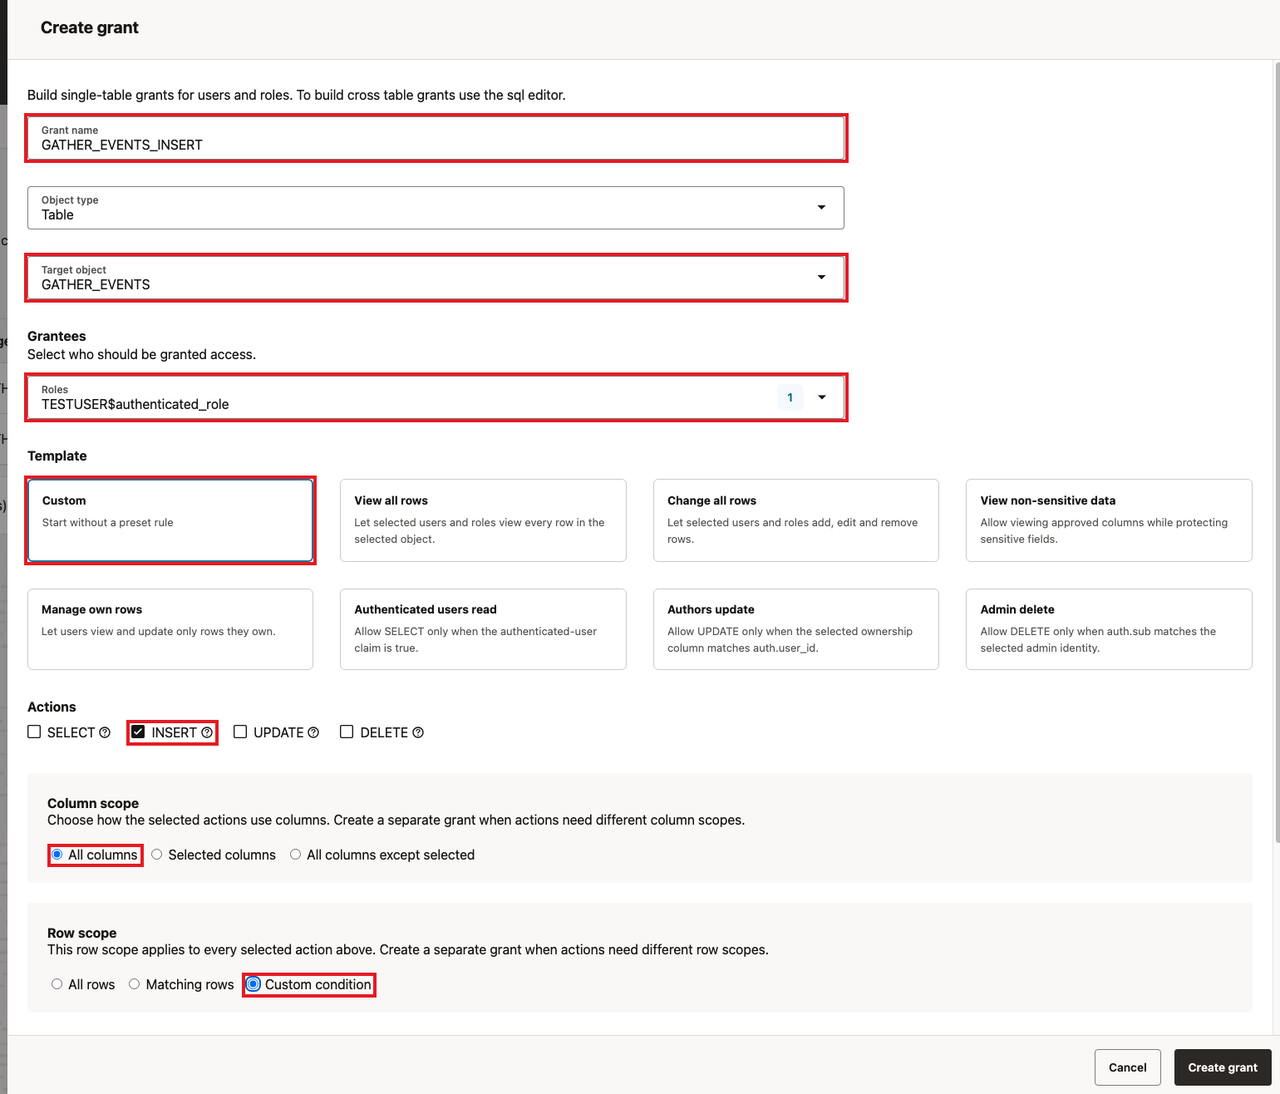 Create grant
Build single-table grants for users and roles. To build cross table grants use the sql editor.
Grant name
GATHER_EVENTS_INSERT
Object type
Table
Target object
GATHER_EVENTS
Grantees
Select who should be granted access.
Roles
TESTUSER$authenticated_role
1
Template
Custom
Start without a preset rule
View all rows
Let selected users and roles view every row in the
selected object.
Change all rows
Let selected users and roles add, edit and remove
rows.
View non-sensitive data
Allow viewing approved columns while protecting
sensitive fields.
Manage own rows
Let users view and update only rows they own.
Authenticated users read
Allow SELECT only when the authenticated-user
claim is true.
Authors update
Allow UPDATE only when the selected ownership
column matches auth.user_id.
Admin delete
Allow DELETE only when auth.sub matches the
selected admin identity.
Actions
SELECT INSERT UPDATE DELETE
Column scope
Choose how the selected actions use columns. Create a separate grant when actions need different column scopes.
All columns Selected columns All columns except selected
Row scope
This row scope applies to every selected action above. Create a separate grant when actions need different row scopes.
All rows Matching rows Custom condition
Cancel Create grant